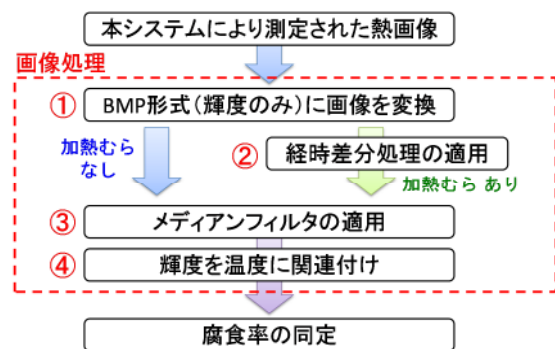 本システムにより測定された熱画像
画像処理
① BMP形式(輝度のみ)に画像を変換
加熱むら
なし
② 経時差分処理の適用
加熱むら あり
③ メディアンフィルタの適用
④ 輝度を温度に関連付け
腐食率の同定